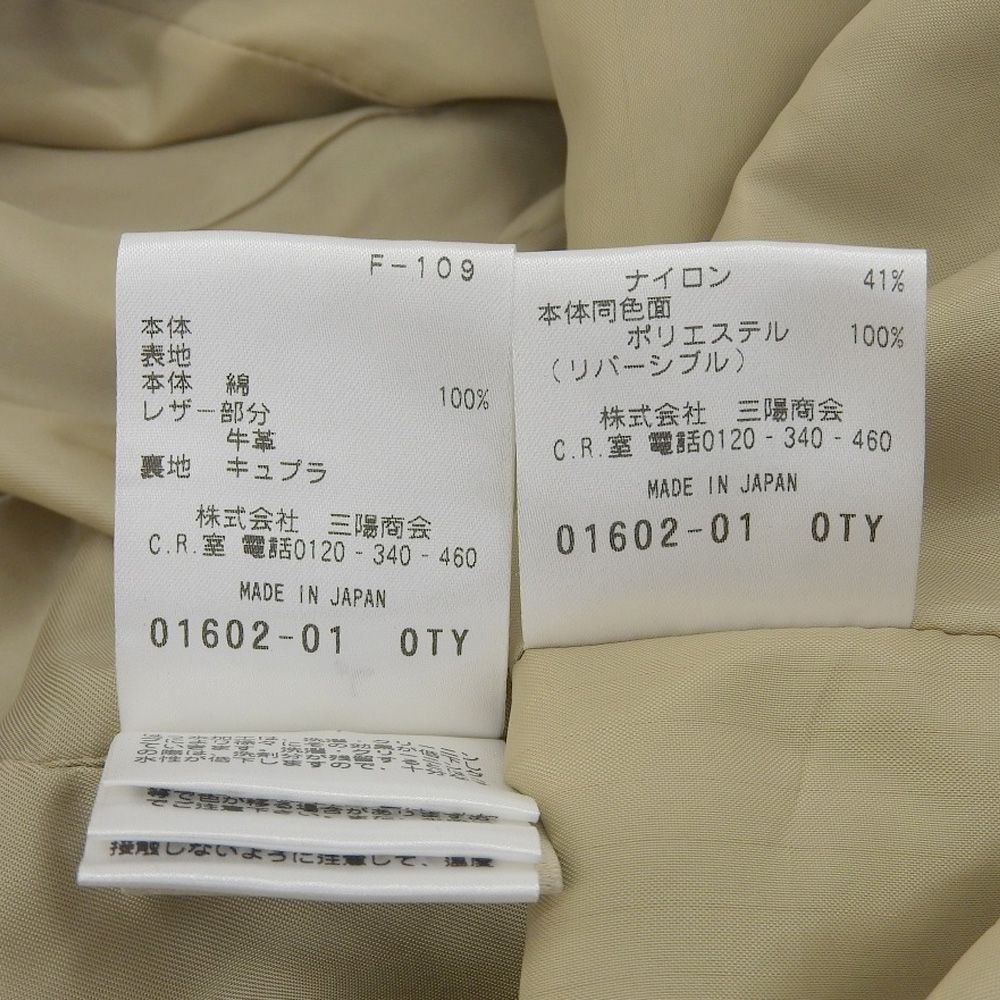 F-109
本体
表地
本体 綿 100%
レザー部分
牛革
裏地 キュプラ
株式会社 三陽商会
C.R.室 電話0120-340-460
MADE IN JAPAN
01602-01 0TY
ナイロン 41%
本体同色面
ポリエステル 100%
(リバーシブル)
株式会社 三陽商会
C.R.室 電話0120-340-460
MADE IN JAPAN
01602-01 0TY
接触しないように注意して、温度